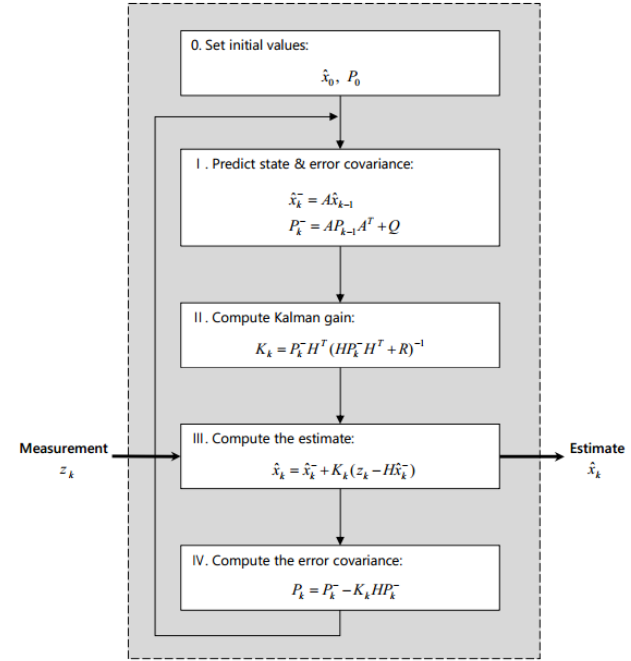 0. Set initial values:
x̂₀, P₀
Ⅰ. Predict state & error covariance:
x̂ₖ⁻ = Ax̂ₖ₋₁
Pₖ⁻ = APₖ₋₁Aᵀ + Q
Ⅱ. Compute Kalman gain:
Kₖ = Pₖ⁻Hᵀ(HPₖ⁻Hᵀ + R)⁻¹
Measurement
zₖ
Ⅲ. Compute the estimate:
x̂ₖ = x̂ₖ⁻ + Kₖ(zₖ − Hx̂ₖ⁻)
Estimate
x̂ₖ
Ⅳ. Compute the error covariance:
Pₖ = Pₖ⁻ − KₖHPₖ⁻